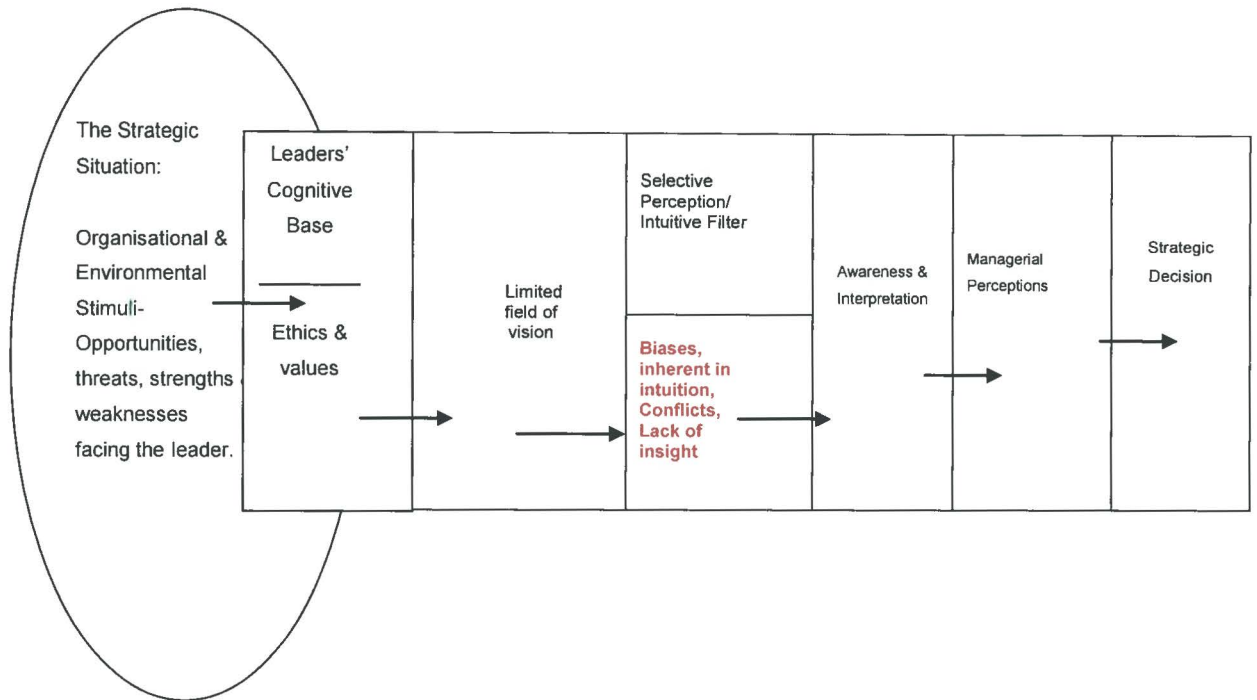 The Strategic
Situation:
Organisational &
Environmental
Stimuli-
Opportunities,
threats, strengths
weaknesses
facing the leader.
Leaders'
Cognitive
Base
Ethics &
values
Limited
field of
vision
Selective
Perception/
Intuitive Filter
Biases,
inherent in
intuition,
Conflicts,
Lack of
insight
Awareness &
Interpretation
Managerial
Perceptions
Strategic
Decision